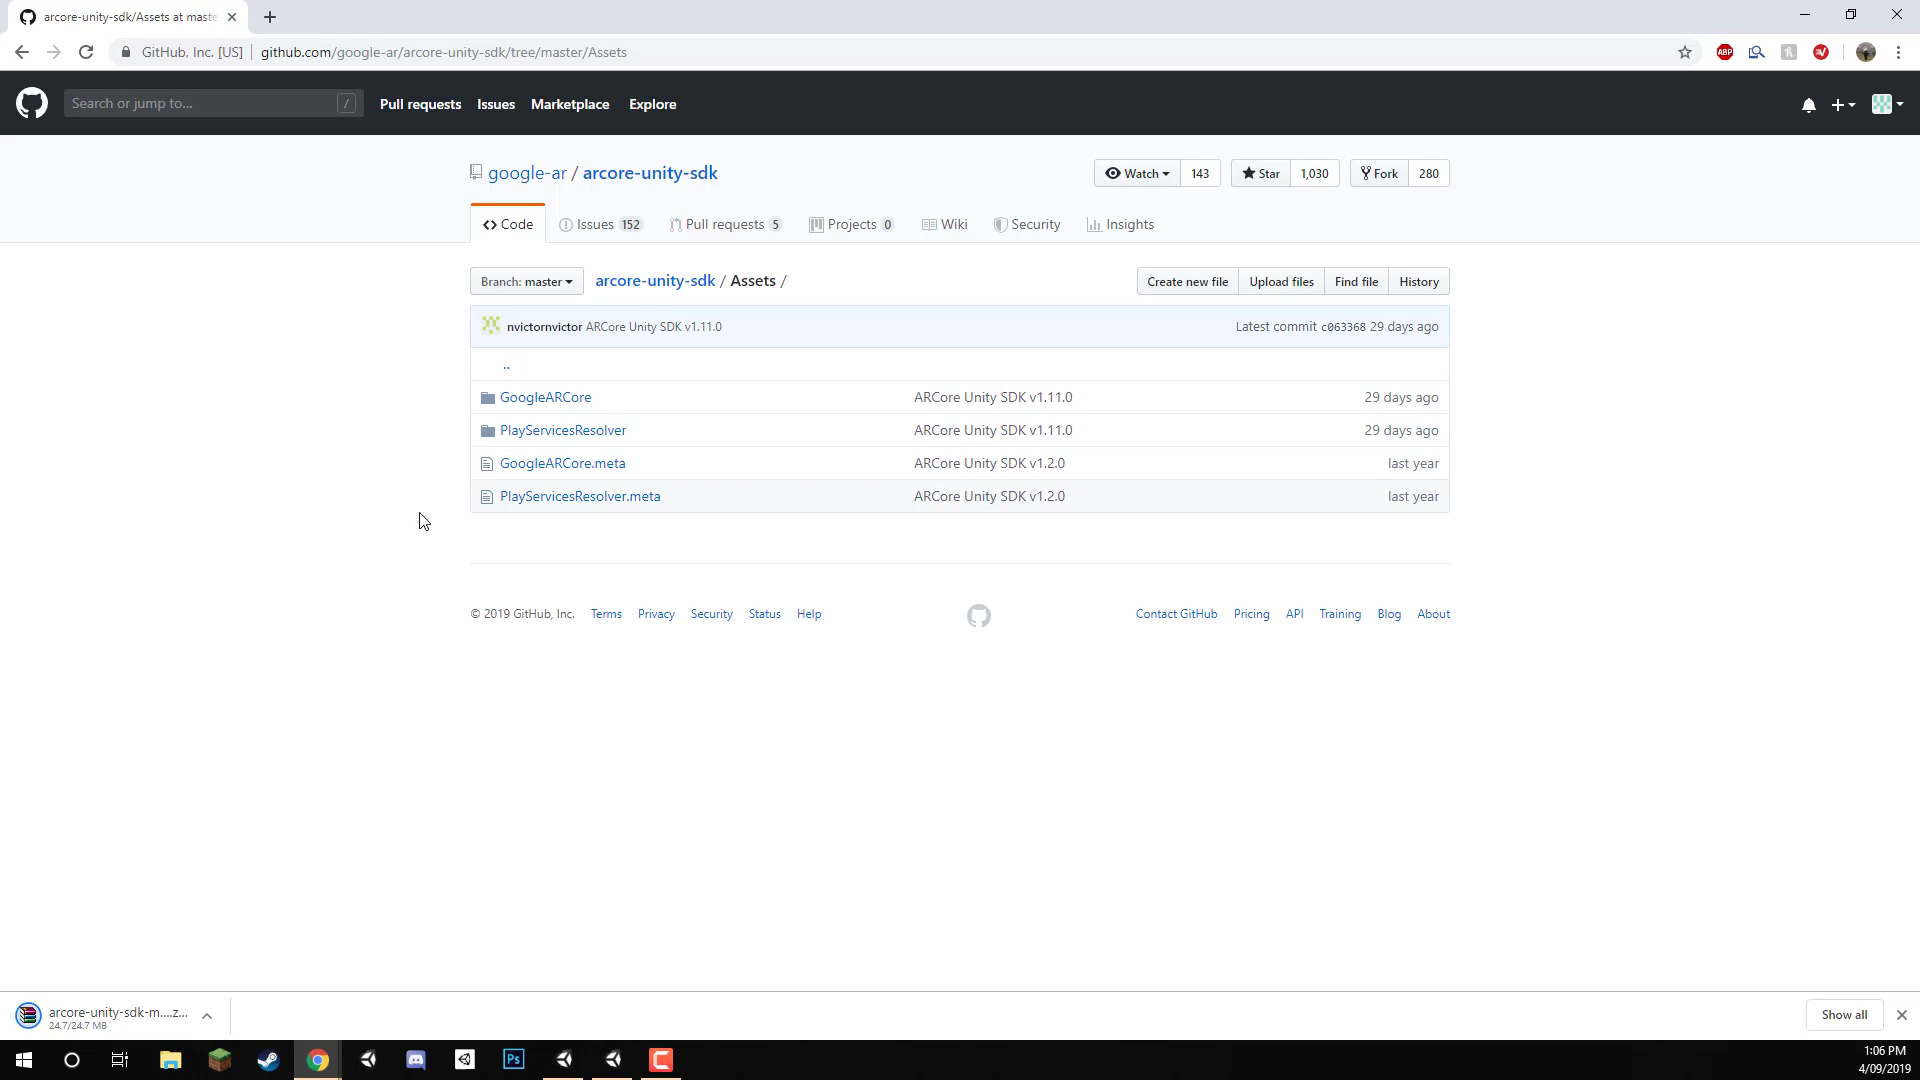 arcore-unity-sdk/Assets at maste
GitHub, Inc. [US] github.com/google-ar/arcore-unity-sdk/tree/master/Assets
ABP
Search or jump to... /
Pull requests Issues Marketplace Explore
google-ar / arcore-unity-sdk
Watch 143 Star 1,030 Fork 280
Code Issues 152 Pull requests 5 Projects 0 Wiki Security Insights
Branch: master arcore-unity-sdk / Assets /
Create new file Upload files Find file History
nvictornvictor ARCore Unity SDK v1.11.0 Latest commit c063368 29 days ago
..
GoogleARCore ARCore Unity SDK v1.11.0 29 days ago
PlayServicesResolver ARCore Unity SDK v1.11.0 29 days ago
GoogleARCore.meta ARCore Unity SDK v1.2.0 last year
PlayServicesResolver.meta ARCore Unity SDK v1.2.0 last year
© 2019 GitHub, Inc. Terms Privacy Security Status Help Contact GitHub Pricing API Training Blog About
arcore-unity-sdk-m....z...
24.7/24.7 MB
Show all
Ps
1:06 PM
4/09/2019